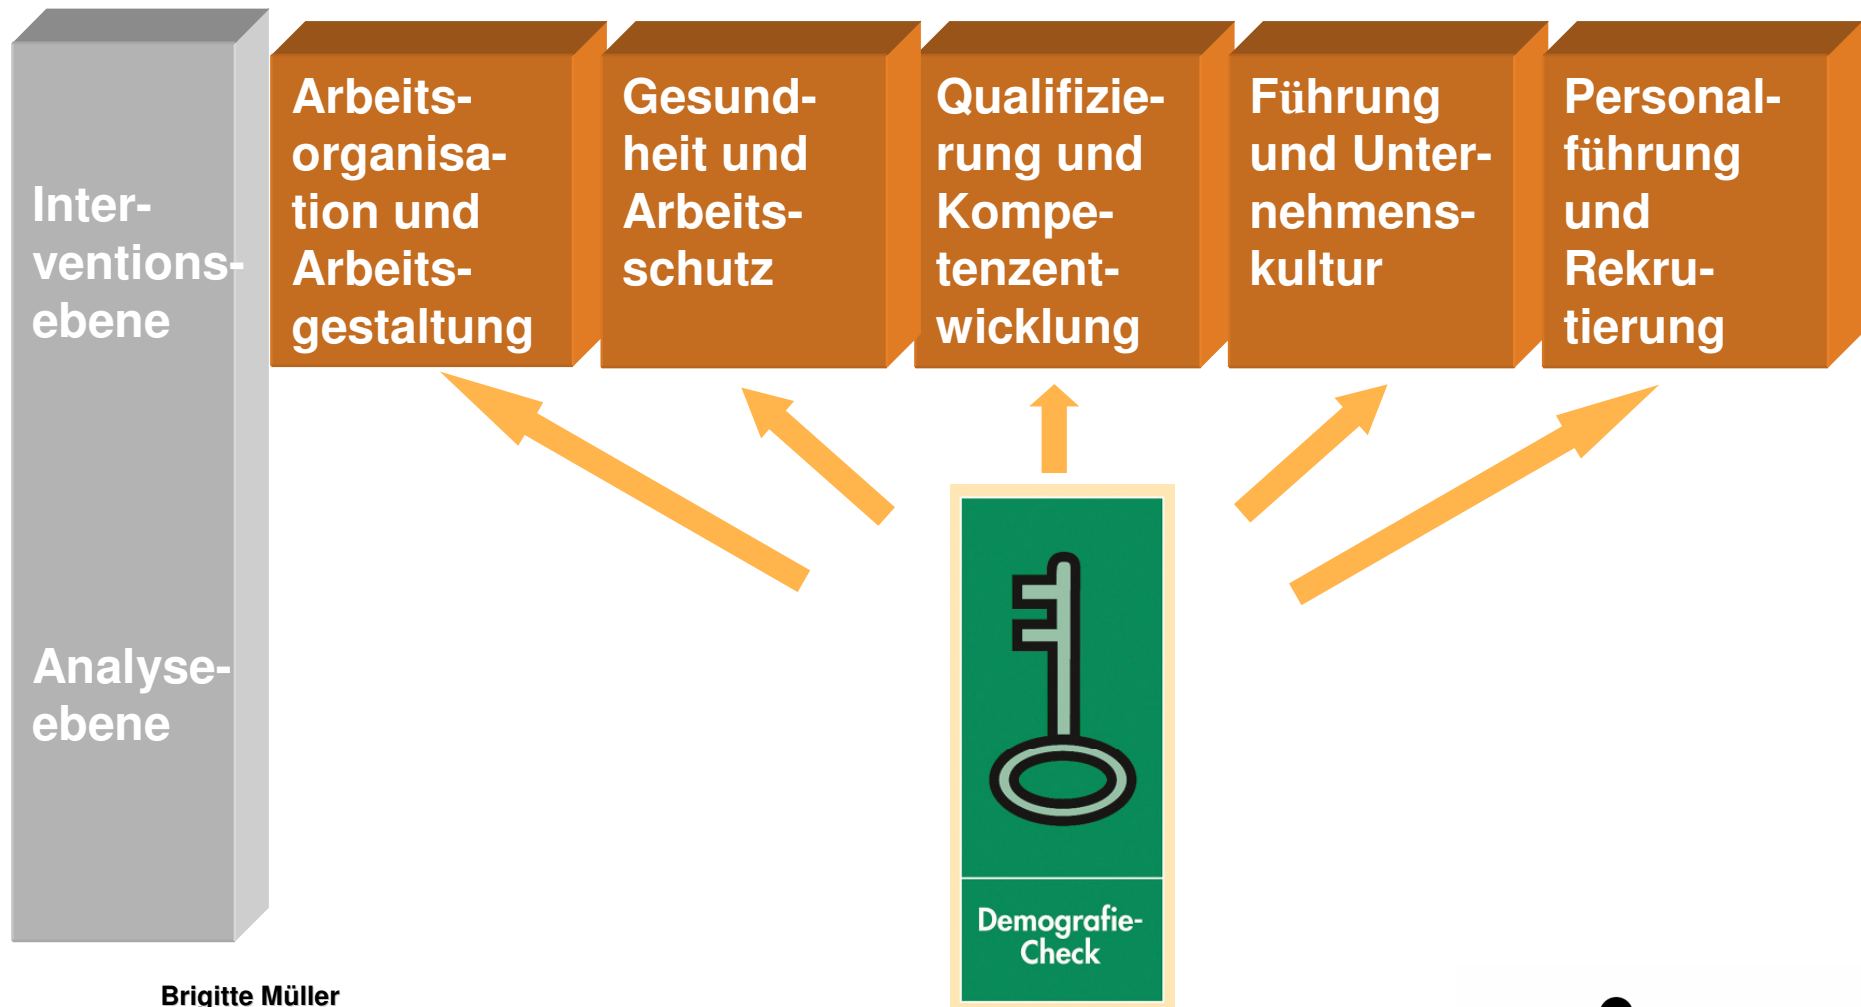 Inter-
ventions-
ebene
Analyse-
ebene
Arbeits-
organisa-
tion und
Arbeits-
gestaltung
Gesund-
heit und
Arbeits-
schutz
Qualifizie-
rung und
Kompe-
tenzent-
wicklung
Führung
und Unter-
nehmens-
kultur
Personal-
führung
und
Rekru-
tierung
Demografie-
Check
Brigitte Müller